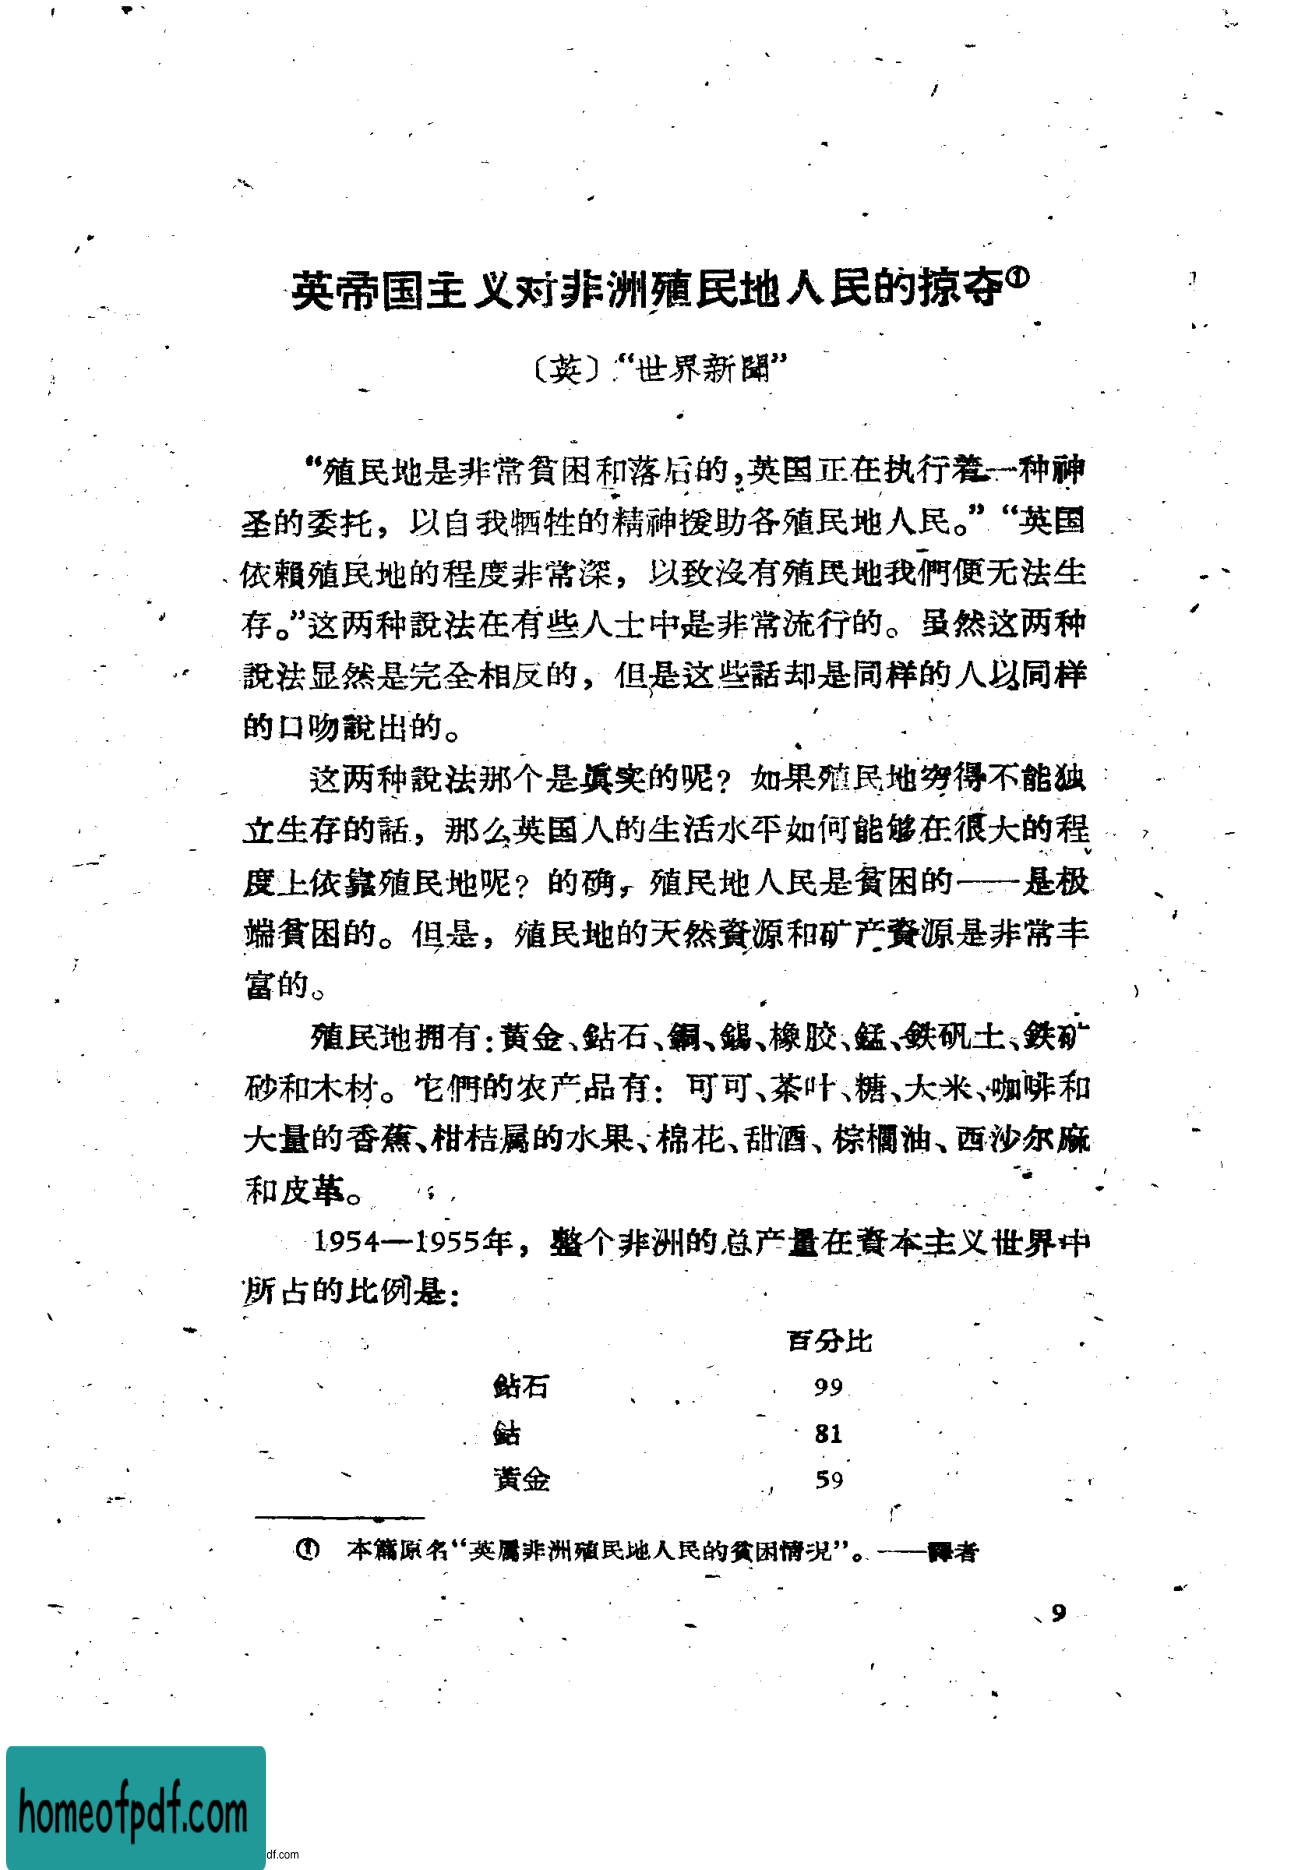 英帝国主义对非洲殖民地人民的掠夺①
〔英〕“世界新聞”
“殖民地是非常貧困和落后的，英国正在执行着一种神
圣的委托，以自我牺牲的精神援助各殖民地人民。”“英国
依賴殖民地的程度非常深，以致沒有殖民地我們便无法生
存。”这两种說法在有些人士中是非常流行的。虽然这两种
說法显然是完全相反的，但是这些話却是同样的人以同样
的口吻說出的。
这两种說法那个是眞实的呢？如果殖民地穷得不能独
立生存的話，那么英国人的生活水平如何能够在很大的程
度上依靠殖民地呢？的确，殖民地人民是貧困的——是极
端貧困的。但是，殖民地的天然資源和矿产資源是非常丰
富的。
殖民地拥有：黄金、鉆石、銅、錫、橡胶、錳、鉄矾土、鉄矿
砂和木材。它們的农产品有：可可、茶叶、糖、大米、咖啡和
大量的香蕉、柑桔属的水果、棉花、甜酒、棕櫚油、西沙尔麻
和皮革。
1954—1955年，整个非洲的总产量在資本主义世界中
所占的比例是：
百分比
鉆石 99
鈷 81
黃金 59
① 本篇原名“英属非洲殖民地人民的貧困情况”。——譯者
9
homeofpdf.com
df.com